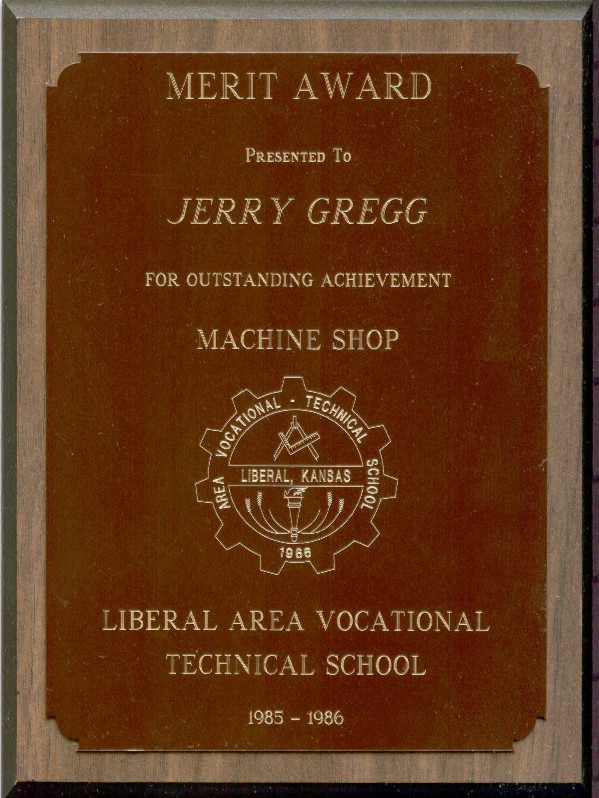 MERIT AWARD
PRESENTED TO
JERRY GREGG
FOR OUTSTANDING ACHIEVEMENT
MACHINE SHOP
AREA VOCATIONAL - TECHNICAL SCHOOL
LIBERAL, KANSAS
1966
LIBERAL AREA VOCATIONAL
TECHNICAL SCHOOL
1985 - 1986